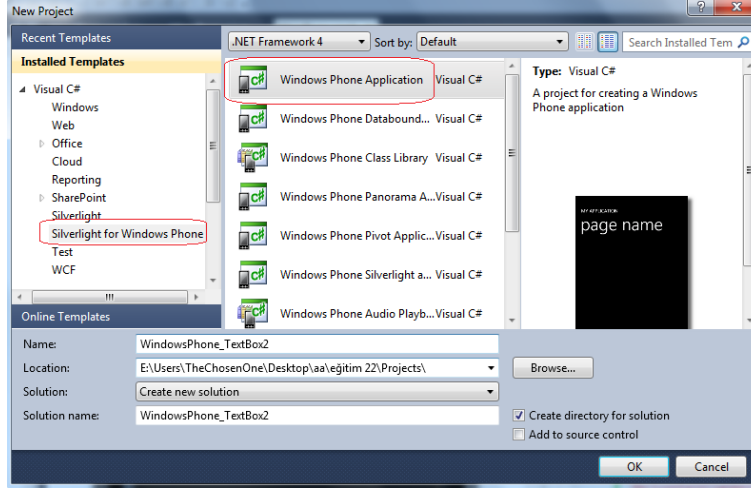 New Project
Recent Templates
Installed Templates
Visual C#
Windows
Web
Office
Cloud
Reporting
SharePoint
Silverlight
Silverlight for Windows Phone
Test
WCF
Online Templates
.NET Framework 4
Sort by:
Default
Search Installed Tem
Windows Phone Application Visual C#
Windows Phone Databound... Visual C#
Windows Phone Class Library Visual C#
Windows Phone Panorama A... Visual C#
Windows Phone Pivot Applic... Visual C#
Windows Phone Silverlight a... Visual C#
Windows Phone Audio Playb... Visual C#
Type: Visual C#
A project for creating a Windows
Phone application
MY APPLICATION
page name
Name: WindowsPhone_TextBox2
Location: E:\Users\TheChosenOne\Desktop\aa\eğitim 22\Projects\
Browse...
Solution: Create new solution
Solution name: WindowsPhone_TextBox2
Create directory for solution
Add to source control
OK
Cancel